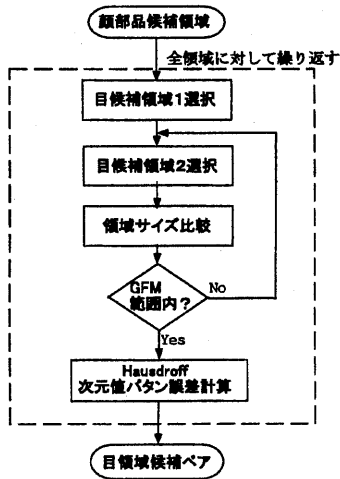 顔部品候補領域
全領域に対して繰り返す
目候補領域1選択
目候補領域2選択
領域サイズ比較
GFM
範囲内?
No
Yes
Hausdroff
次元値パタン誤差計算
目領域候補ペア